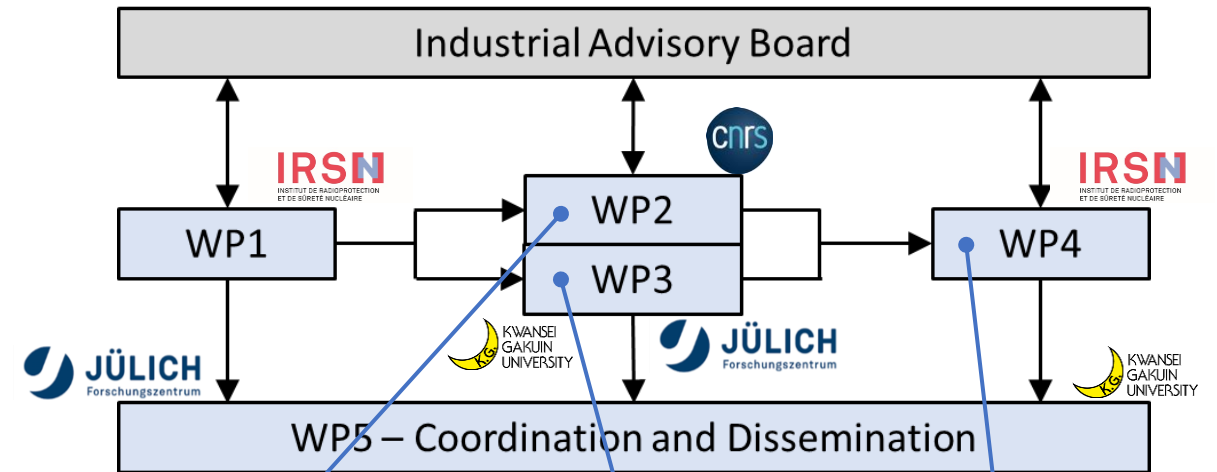 Industrial Advisory Board
cnrs
IRSN
INSTITUT DE RADIOPROTECTION
ET DE SÛRETÉ NUCLÉAIRE
IRSN
INSTITUT DE RADIOPROTECTION
ET DE SÛRETÉ NUCLÉAIRE
WP1
WP2
WP3
WP4
JÜLICH
Forschungszentrum
K.G.
KWANSEI
GAKUIN
UNIVERSITY
JÜLICH
Forschungszentrum
K.G.
KWANSEI
GAKUIN
UNIVERSITY
WP5 – Coordination and Dissemination